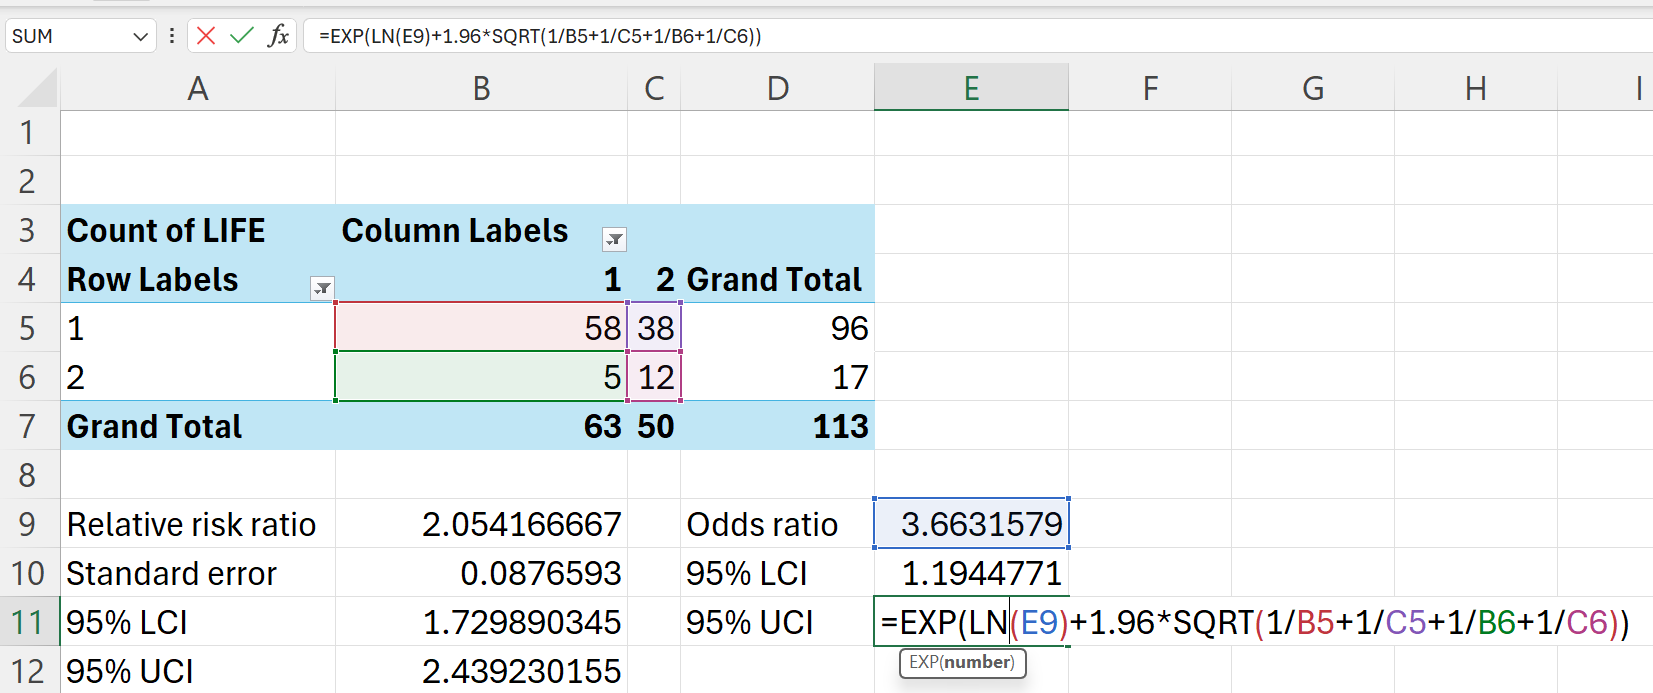 SUM =EXP(LN(E9)+1.96*SQRT(1/B5+1/C5+1/B6+1/C6))
A B C D E F G H I
1
2
3 Count of LIFE Column Labels
4 Row Labels 1 2 Grand Total
5 1 58 38 96
6 2 5 12 17
7 Grand Total 63 50 113
8
9 Relative risk ratio 2.054166667 Odds ratio 3.6631579
10 Standard error 0.0876593 95% LCI 1.1944771
11 95% LCI 1.729890345 95% UCI =EXP(LN(E9)+1.96*SQRT(1/B5+1/C5+1/B6+1/C6))
EXP(number)
12 95% UCI 2.439230155